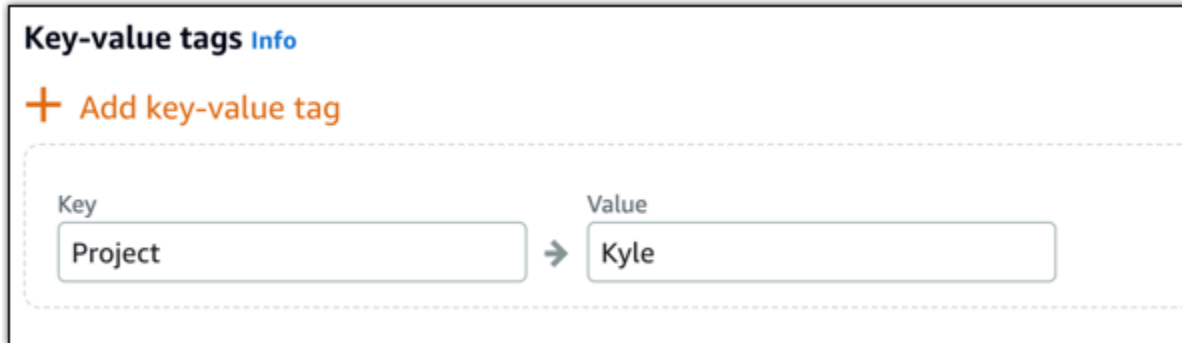 Key-value tags Info
+ Add key-value tag
Key Value
Project → Kyle